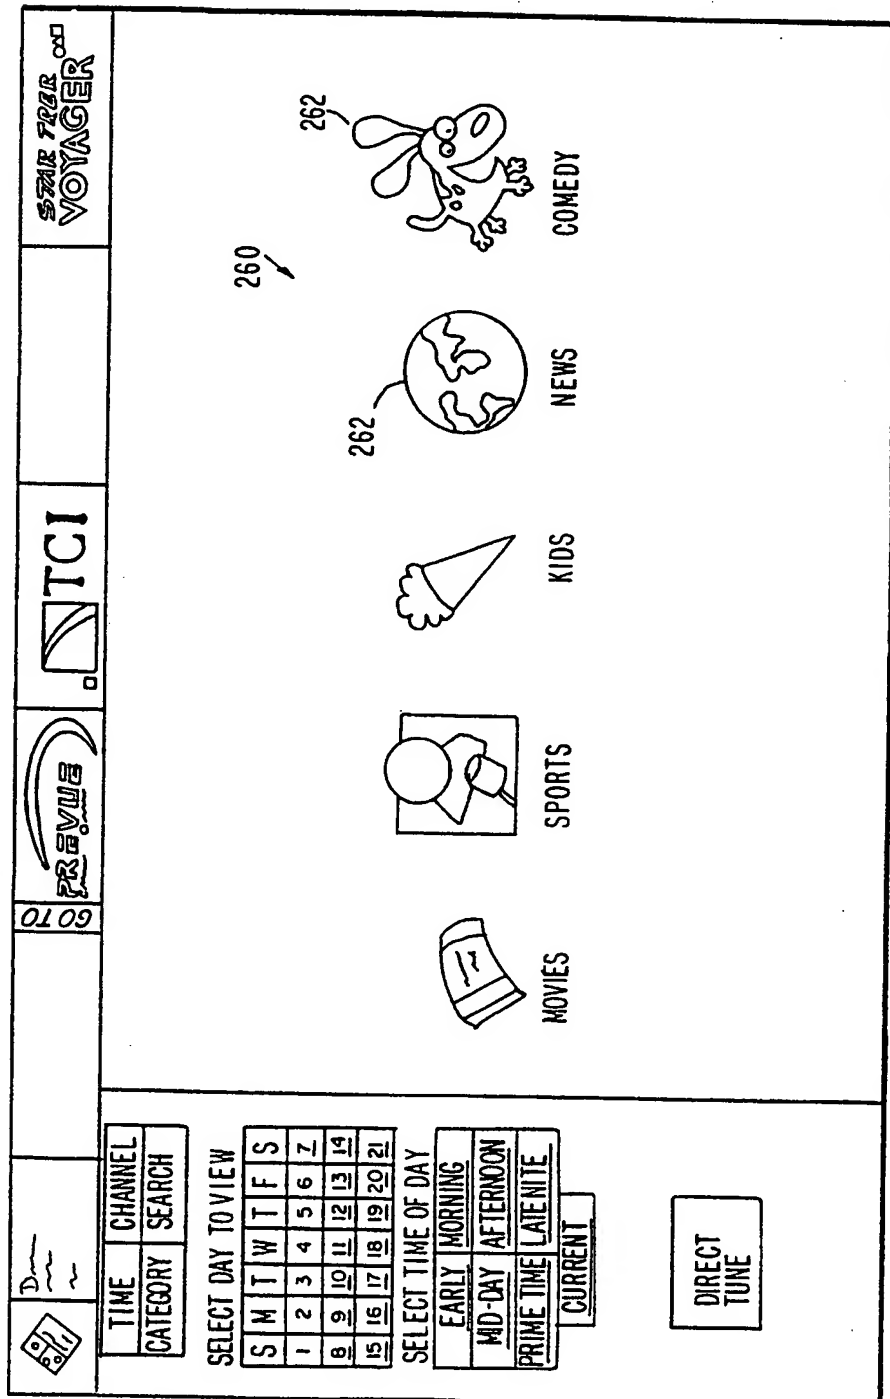 GO TO
PREVUE
TCI
STAR TREK
VOYAGER
TIME CHANNEL
CATEGORY SEARCH
SELECT DAY TO VIEW
S M T W T F S
1 2 3 4 5 6 7
8 9 10 11 12 13 14
15 16 17 18 19 20 21
SELECT TIME OF DAY
EARLY MORNING
MID-DAY AFTERNOON
PRIME TIME LATENITE
CURRENT
DIRECT
TUNE
260
262
262
MOVIES
SPORTS
KIDS
NEWS
COMEDY